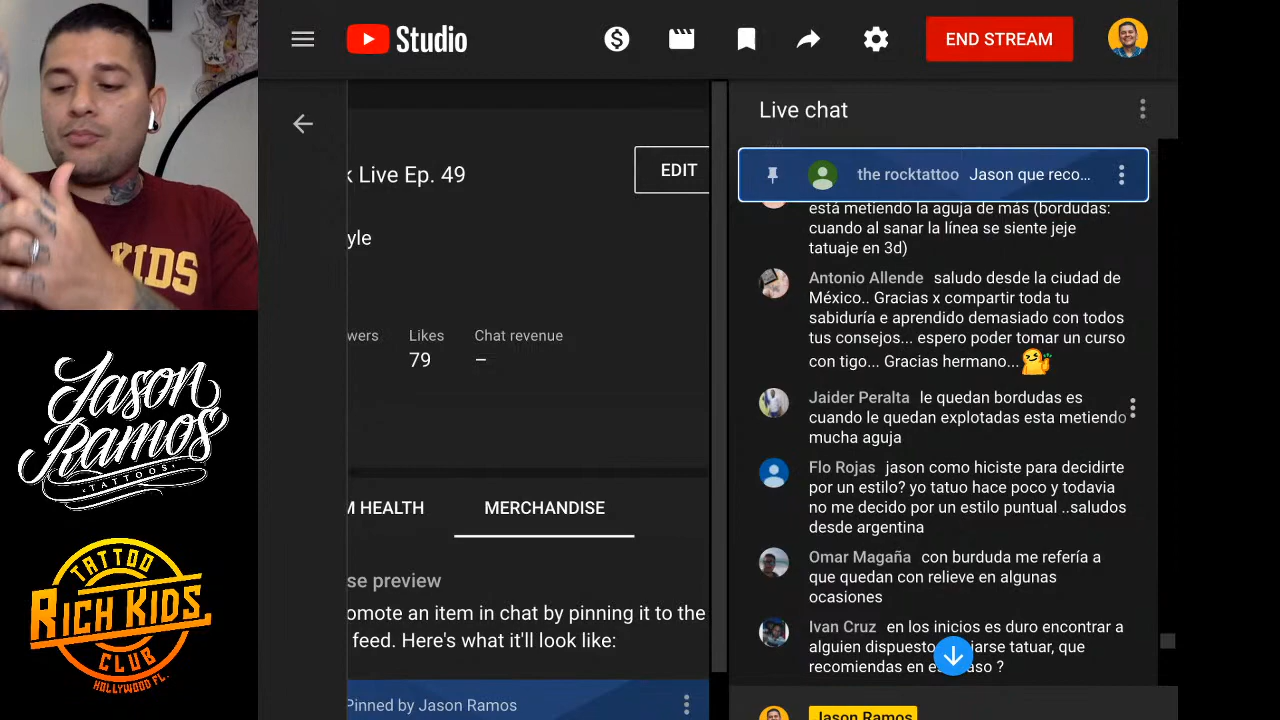 Studio
END STREAM
k Live Ep. 49
EDIT
yle
wers
Likes
Chat revenue
79
–
M HEALTH
MERCHANDISE
se preview
omote an item in chat by pinning it to the
feed. Here's what it'll look like:
Pinned by Jason Ramos
Live chat
the rocktattoo Jason que reco...
está metiendo la aguja de más (bordudas:
cuando al sanar la línea se siente jeje
tatuaje en 3d)
Antonio Allende saludo desde la ciudad de
México.. Gracias x compartir toda tu
sabiduría e aprendido demasiado con todos
tus consejos... espero poder tomar un curso
con tigo... Gracias hermano...
Jaider Peralta le quedan bordudas es
cuando le quedan explotadas esta metiendo
mucha aguja
Flo Rojas jason como hiciste para decidirte
por un estilo? yo tatuo hace poco y todavia
no me decido por un estilo puntual ..saludos
desde argentina
Omar Magaña con burduda me refería a
que quedan con relieve en algunas
ocasiones
Ivan Cruz en los inicios es duro encontrar a
alguien dispuesto iarse tatuar, que
recomiendas en es aso ?
Jason Ramos
KIDS
Jason
Ramos
TATTOOS
TATTOO
RICH KIDS
CLUB
HOLLYWOOD FL.